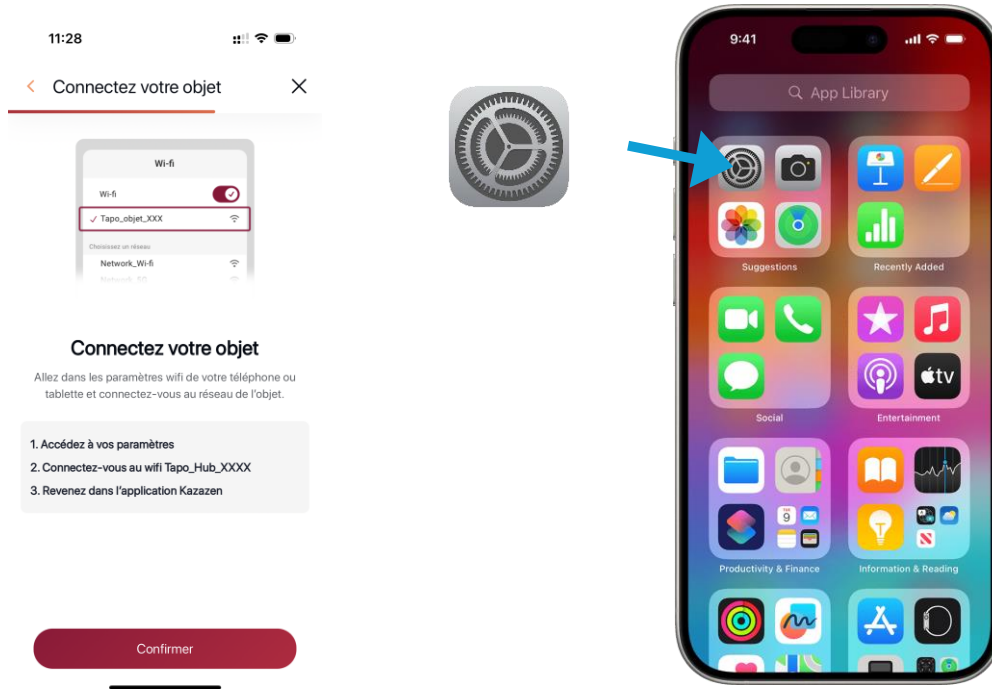 11:28
Connectez votre objet
Wi-fi
Wi-fi
Tapo_objet_XXX
Choisissez un réseau
Network_Wi-fi
Network_5G
Connectez votre objet
Allez dans les paramètres wifi de votre téléphone ou
tablette et connectez-vous au réseau de l'objet.
1. Accédez à vos paramètres
2. Connectez-vous au wifi Tapo_Hub_XXXX
3. Revenez dans l'application Kazazen
Confirmer
9:41
App Library
Suggestions
Recently Added
Social
tv
Entertainment
9
Productivity & Finance
N
Information & Reading